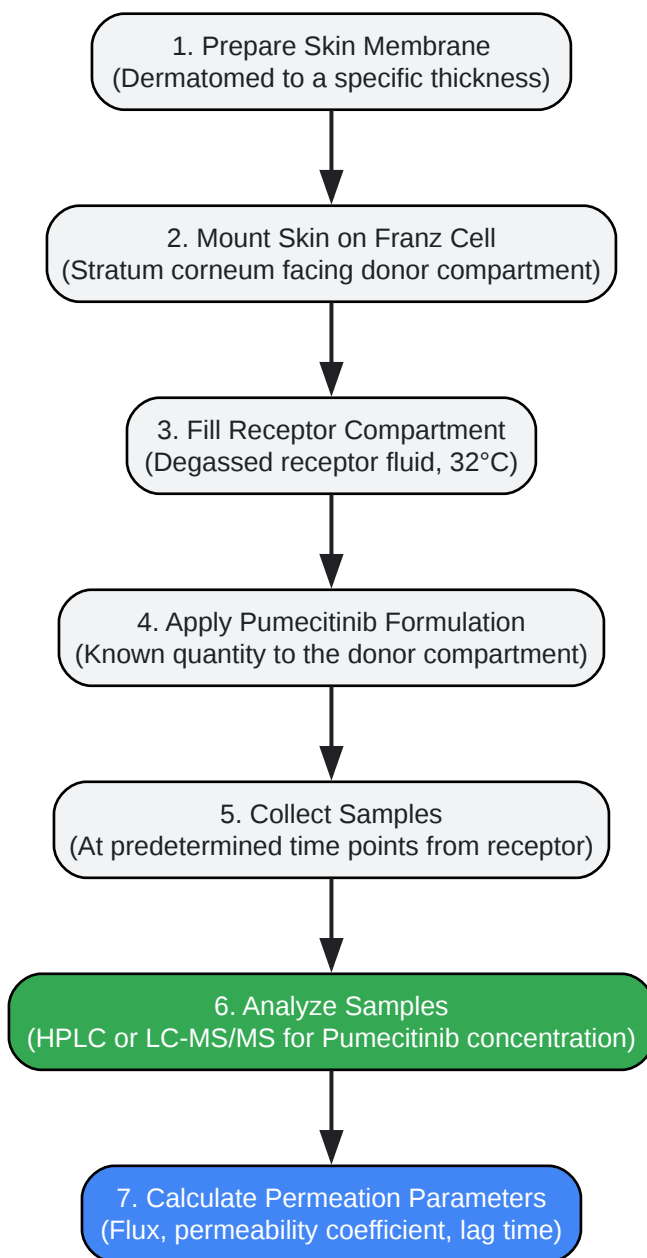 1. Prepare Skin Membrane
(Dermatomed to a specific thickness)
2. Mount Skin on Franz Cell
(Stratum corneum facing donor compartment)
3. Fill Receptor Compartment
(Degassed receptor fluid, 32°C)
4. Apply Pumecitinib Formulation
(Known quantity to the donor compartment)
5. Collect Samples
(At predetermined time points from receptor)
6. Analyze Samples
(HPLC or LC-MS/MS for Pumecitinib concentration)
7. Calculate Permeation Parameters
(Flux, permeability coefficient, lag time)